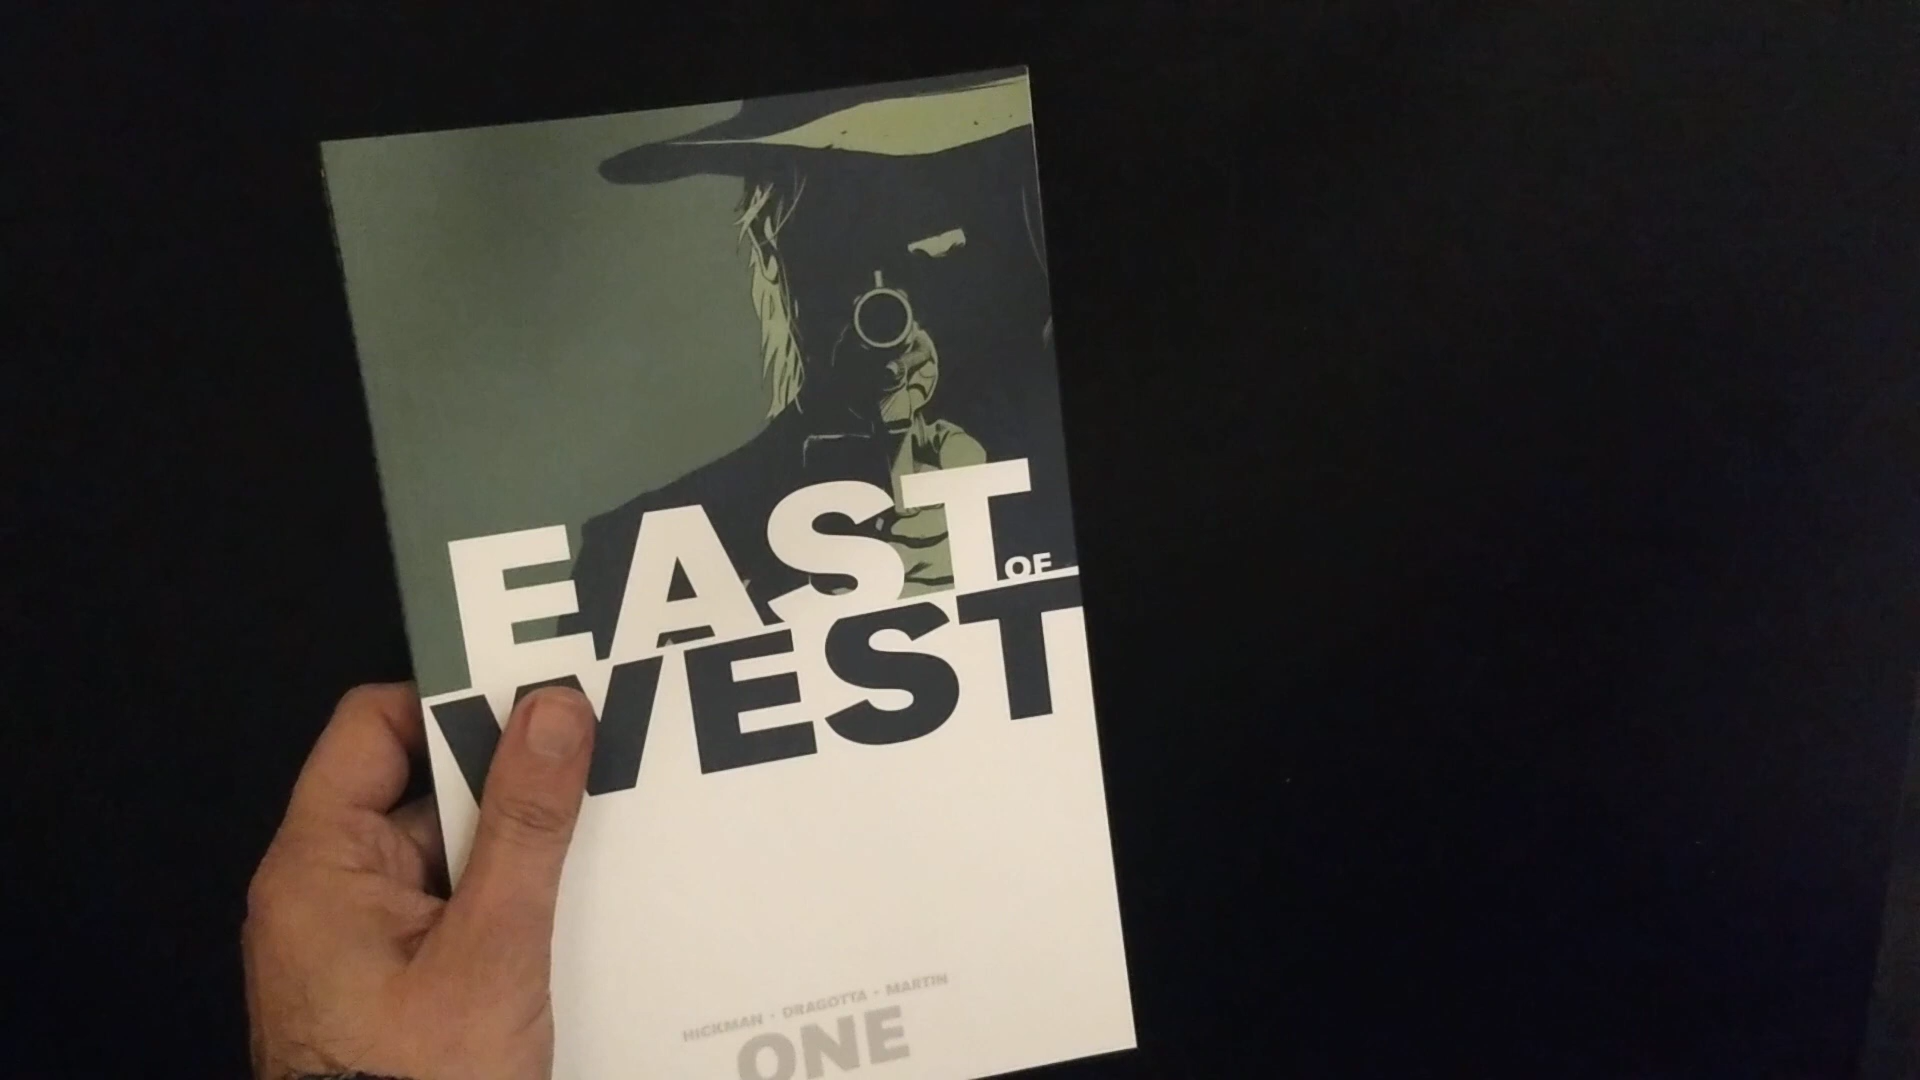 EAST OF
WEST
HICKMAN • DRAGOTTA • MARTIN
ONE